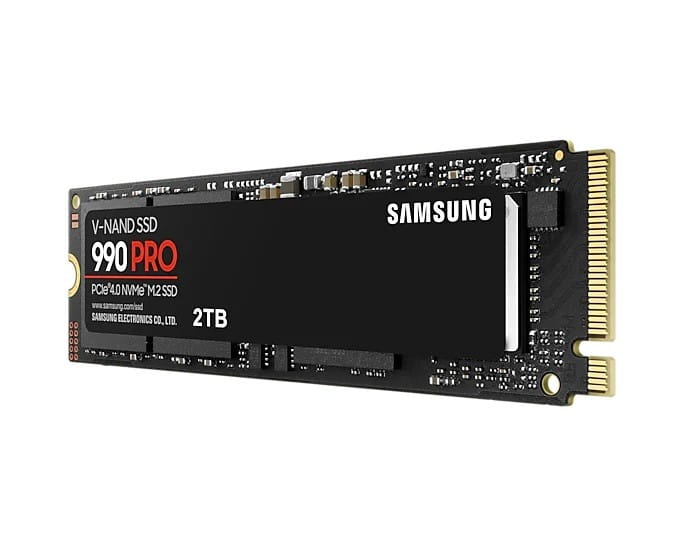 SAMSUNG
V-NAND SSD
990 PRO
PCIe® 4.0 NVMe™ M.2 SSD
www.samsung.com/ssd
SAMSUNG ELECTRONICS CO., LTD.
2TB